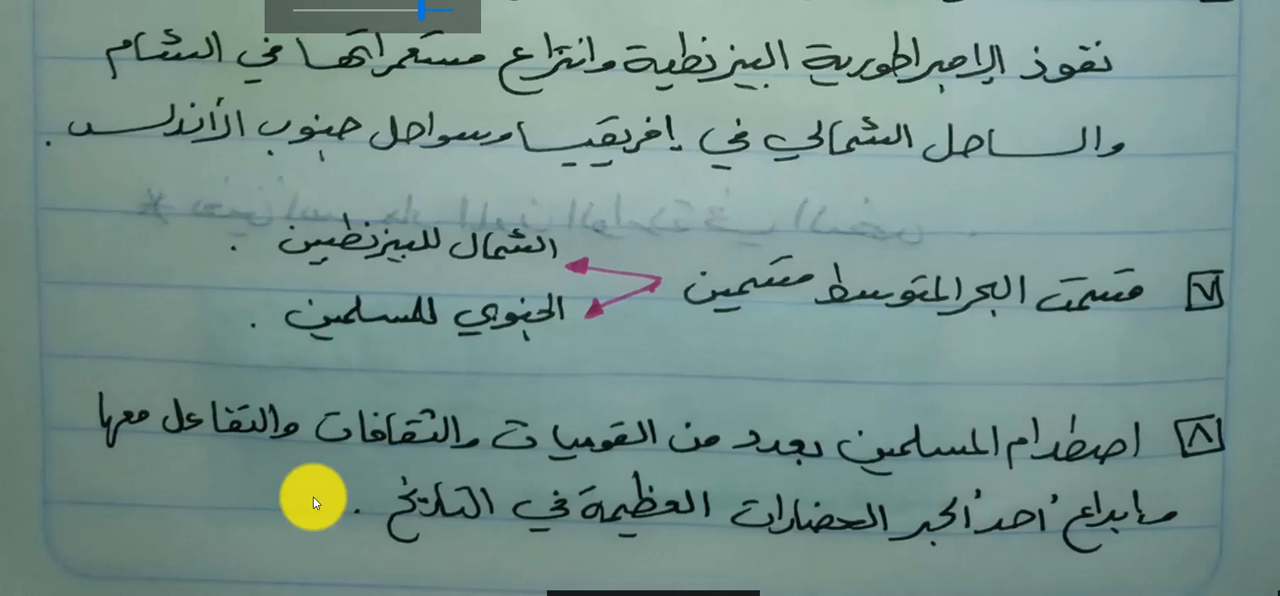 نفوذ الإمبراطورية البيزنطية وانتزاع مستعمراتها في الشام
والساحل الشمالي في إفريقيا وسواحل جنوب الأندلس .
٧ قسمت البحر المتوسط قسمين
الشمال للبيزنطيين .
الجنوبي للمسلمين .
٨ اصطدام المسلمين بعدد من القوميات والثقافات والتفاعل معها
وإبداع أحد أكبر الحضارات العظيمة في التاريخ .